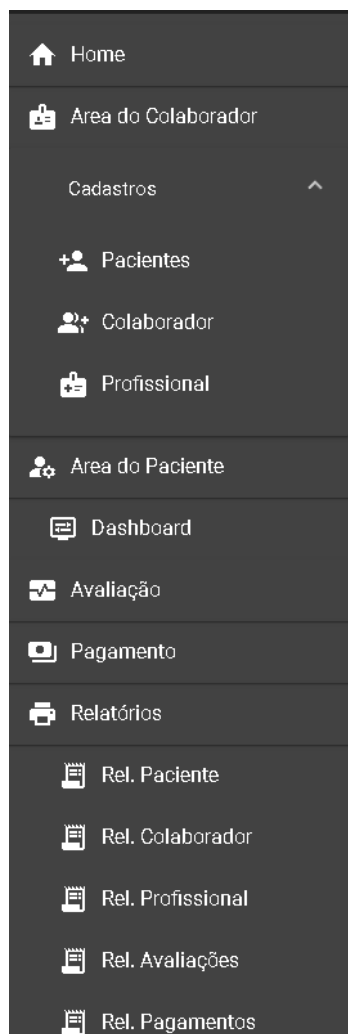 Home
Area do Colaborador
Cadastros
Pacientes
Colaborador
Profissional
Area do Paciente
Dashboard
Avaliação
Pagamento
Relatórios
Rel. Paciente
Rel. Colaborador
Rel. Profissional
Rel. Avaliações
Rel. Pagamentos